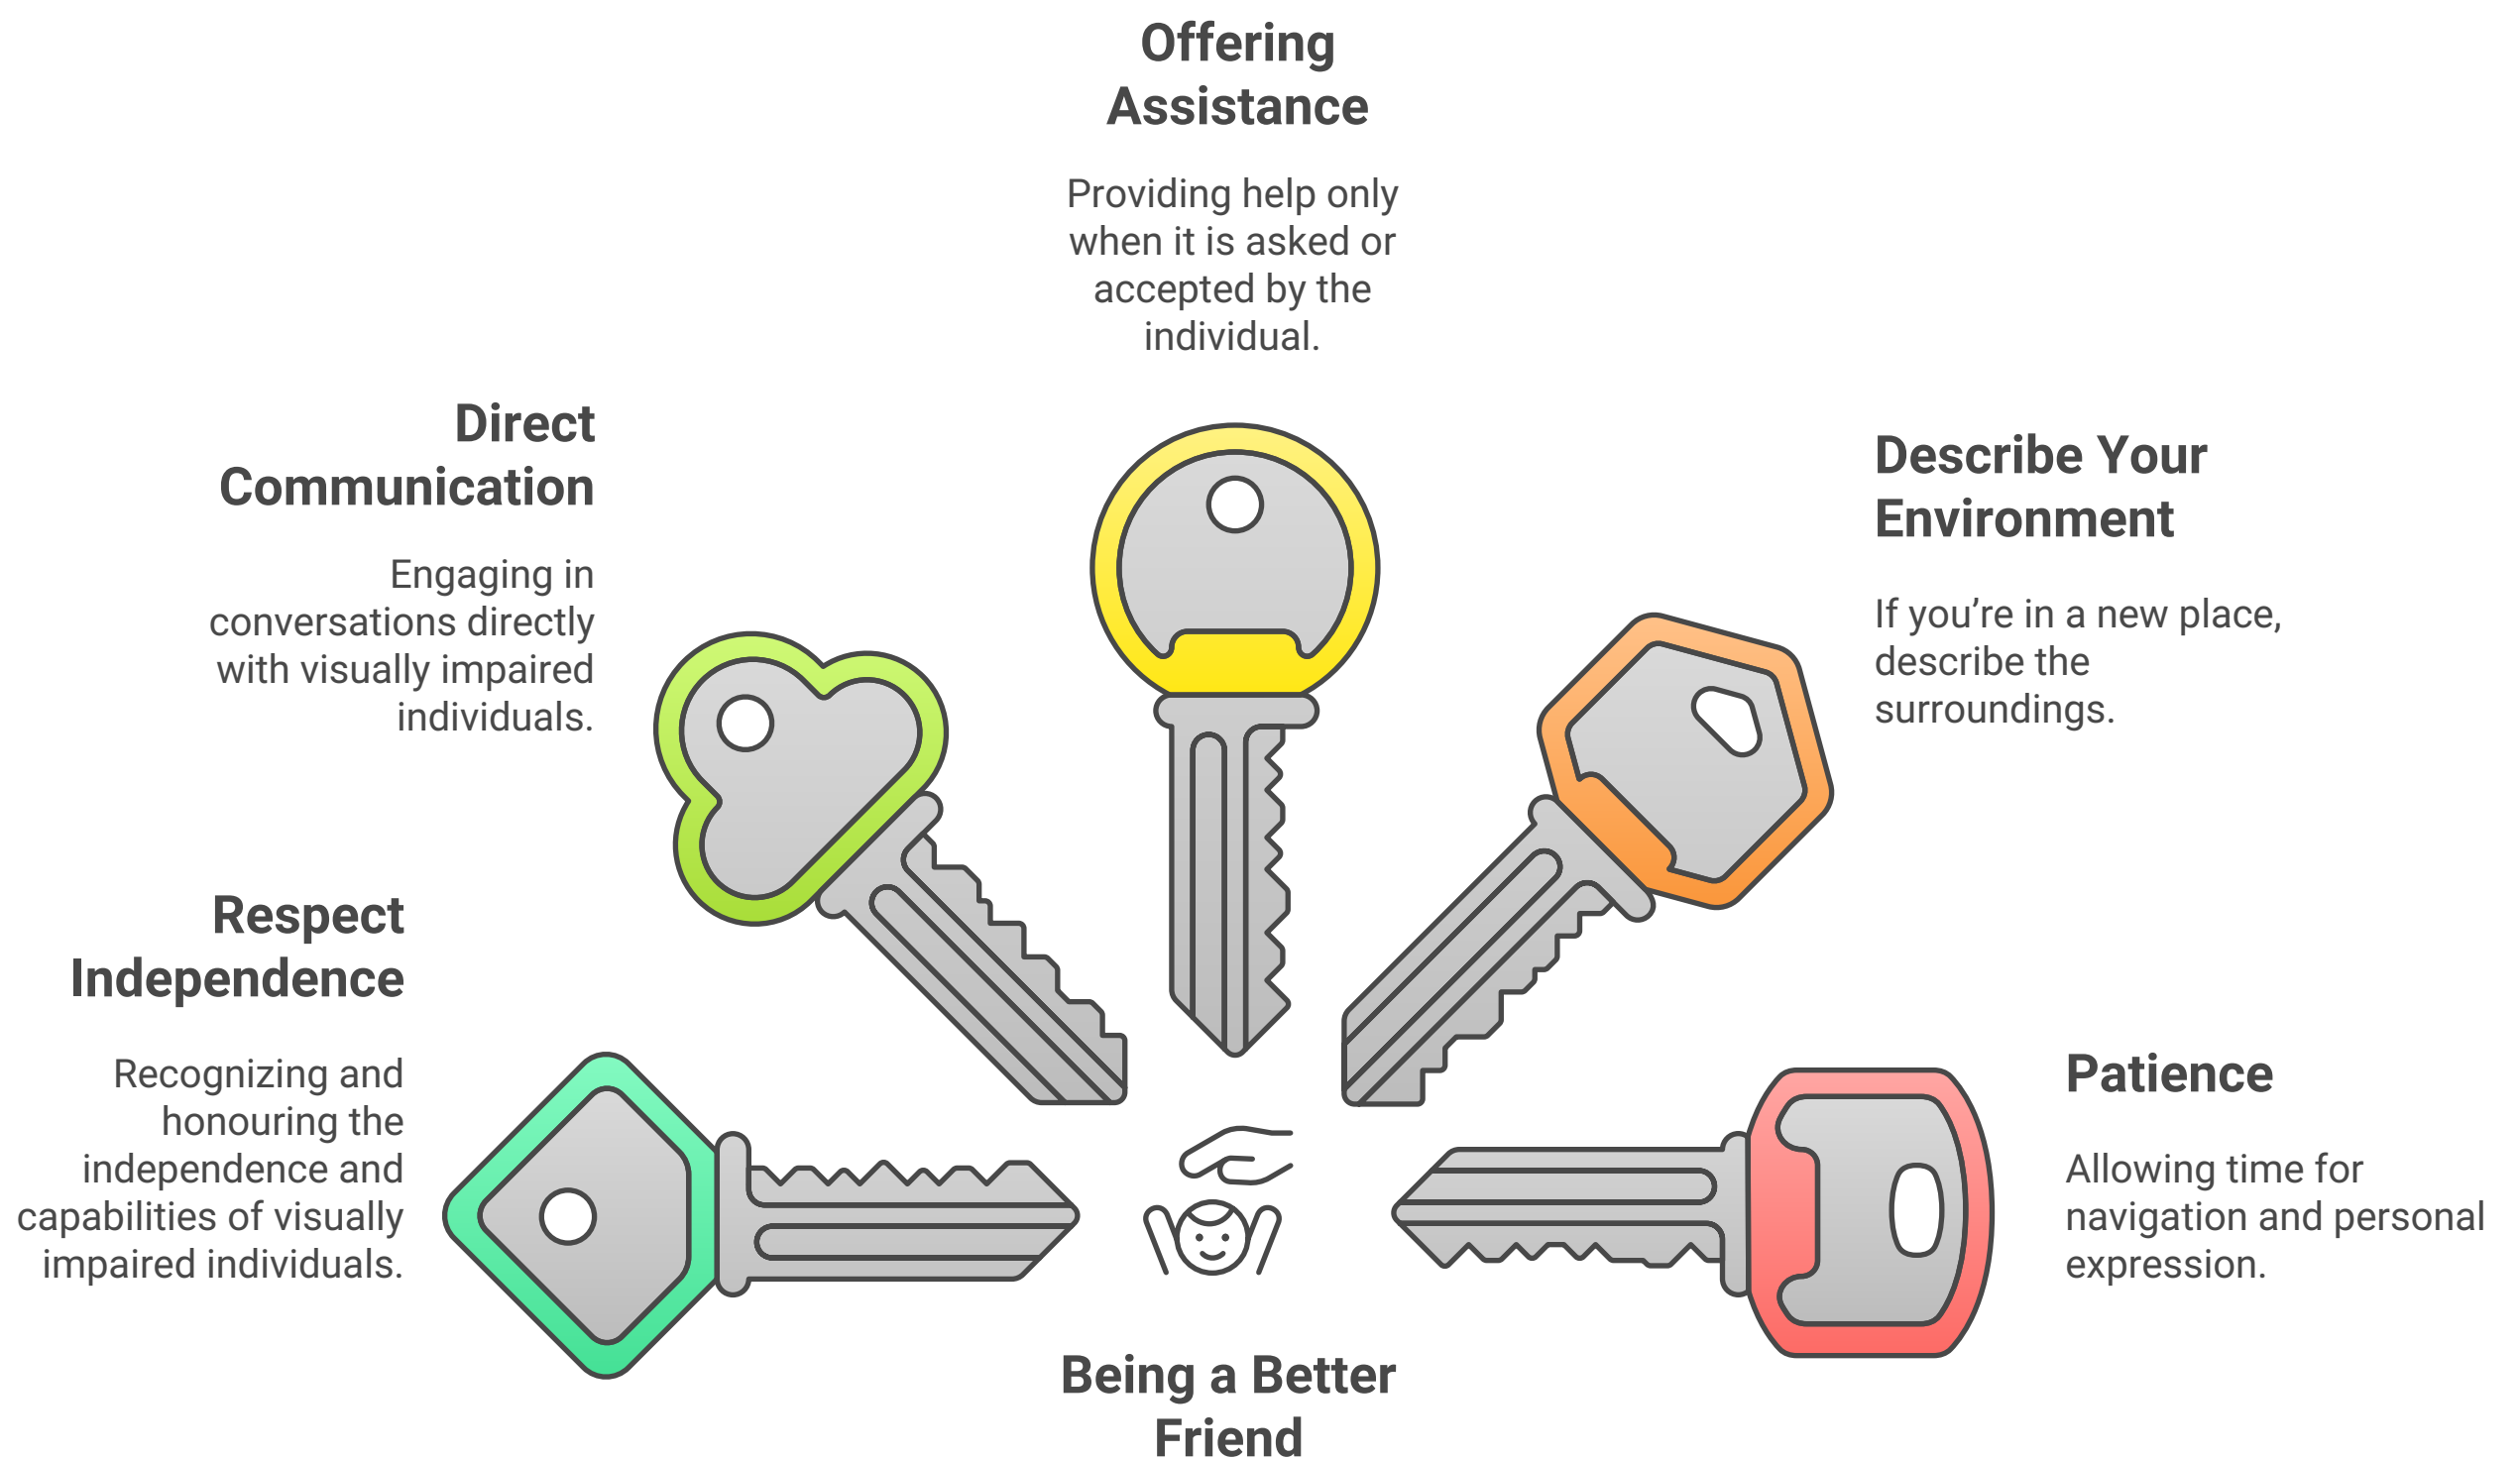 Offering
Assistance
Providing help only
when it is asked or
accepted by the
individual.
Direct
Communication
Engaging in
conversations directly
with visually impaired
individuals.
Describe Your
Environment
If you’re in a new place,
describe the
surroundings.
Respect
Independence
Recognizing and
honouring the
independence and
capabilities of visually
impaired individuals.
Patience
Allowing time for
navigation and personal
expression.
Being a Better
Friend